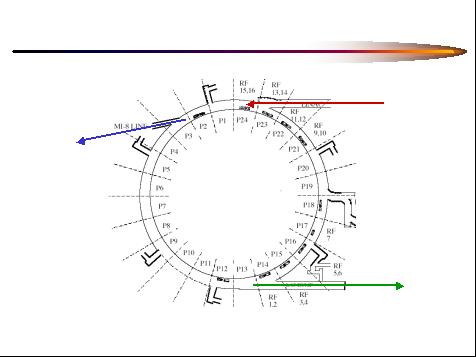 RF
15,16
RF
13,14
RF
11,12
RF
9,10
MI-8 LINE
P1
P24
P23
P22
P21
P20
P19
P18
P17
P16
P15
P14
P13
P12
P11
P10
P9
P8
P7
P6
P5
P4
P3
P2
RF
7
RF
5,6
RF
3,4
RF
1,2